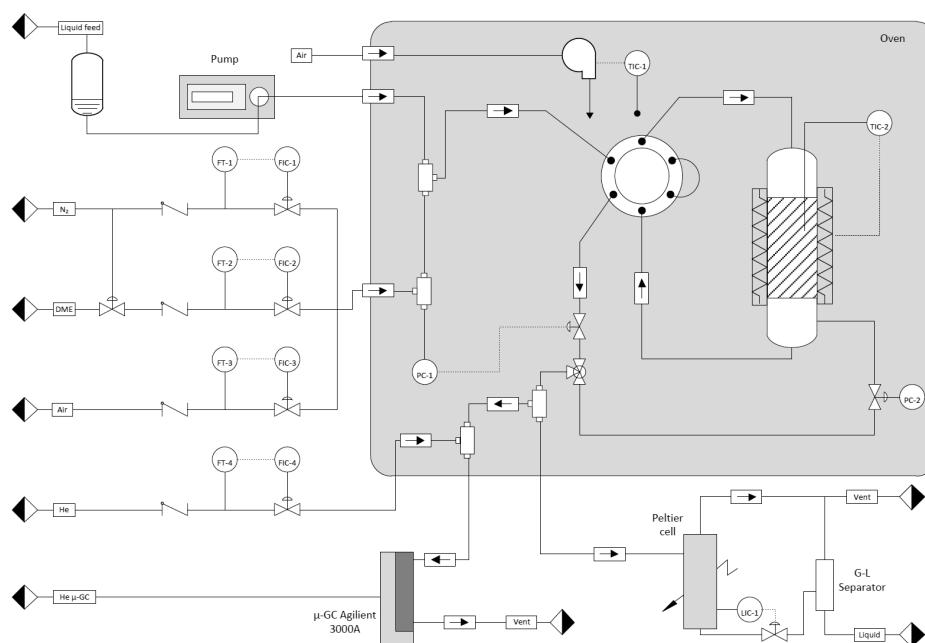 Liquid feed
Pump
Air
TIC-1
Oven
TIC-2
FT-1
FIC-1
N₂
FT-2
FIC-2
DME
FT-3
FIC-3
PC-1
PC-2
Air
FT-4
FIC-4
He
Vent
Peltier
cell
G-L
Separator
He μ-GC
μ-GC Agilient
3000A
Vent
LIC-1
Liquid